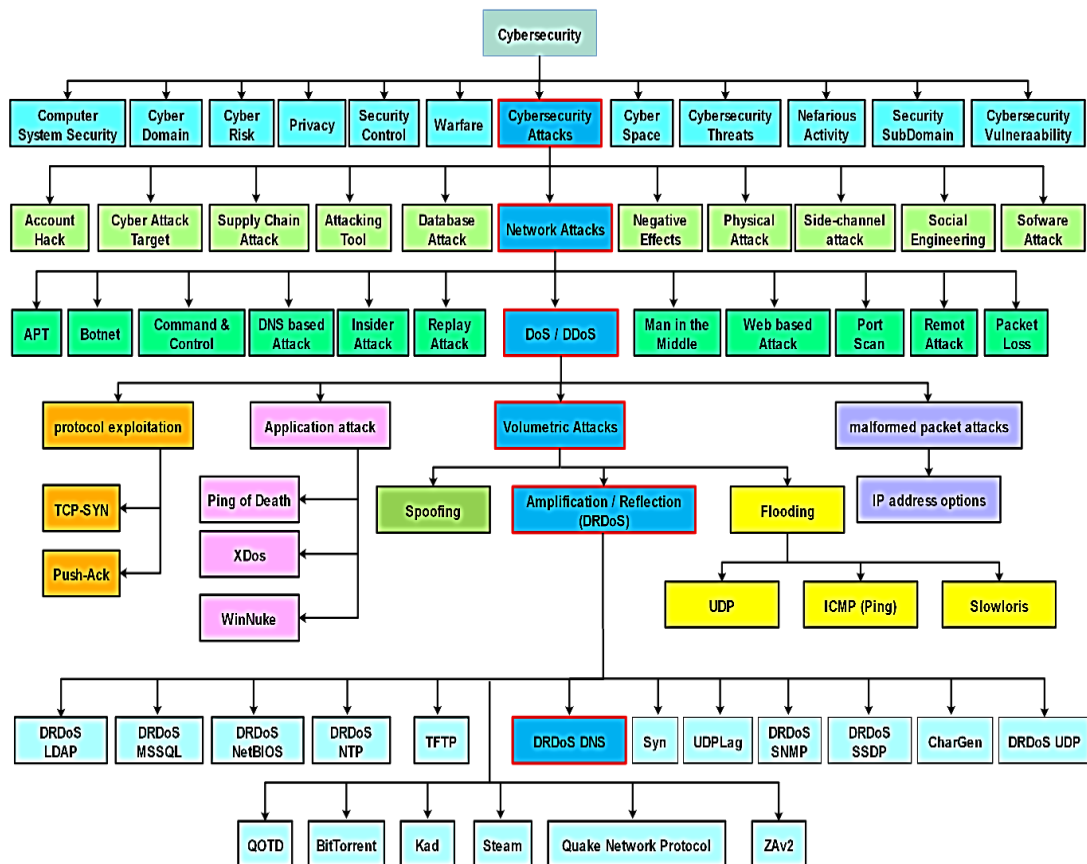 Cybersecurity
Computer
System Security
Cyber
Domain
Cyber
Risk
Privacy
Security
Control
Warfare
Cybersecurity
Attacks
Cyber
Space
Cybersecurity
Threats
Nefarious
Activity
Security
SubDomain
Cybersecurity
Vulneraability
Account
Hack
Cyber Attack
Target
Supply Chain
Attack
Attacking
Tool
Database
Attack
Network Attacks
Negative
Effects
Physical
Attack
Side-channel
attack
Social
Engineering
Sofware
Attack
APT
Botnet
Command &
Control
DNS based
Attack
Insider
Attack
Replay
Attack
DoS / DDoS
Man in the
Middle
Web based
Attack
Port
Scan
Remot
Attack
Packet
Loss
protocol exploitation
Application attack
Volumetric Attacks
malformed packet attacks
TCP-SYN
Push-Ack
Ping of Death
XDos
WinNuke
Spoofing
Amplification / Reflection
(DRDoS)
Flooding
IP address options
UDP
ICMP (Ping)
Slowloris
DRDoS
LDAP
DRDoS
MSSQL
DRDoS
NetBIOS
DRDoS
NTP
TFTP
DRDoS DNS
Syn
UDPLag
DRDoS
SNMP
DRDoS
SSDP
CharGen
DRDoS UDP
QOTD
BitTorrent
Kad
Steam
Quake Network Protocol
ZAv2